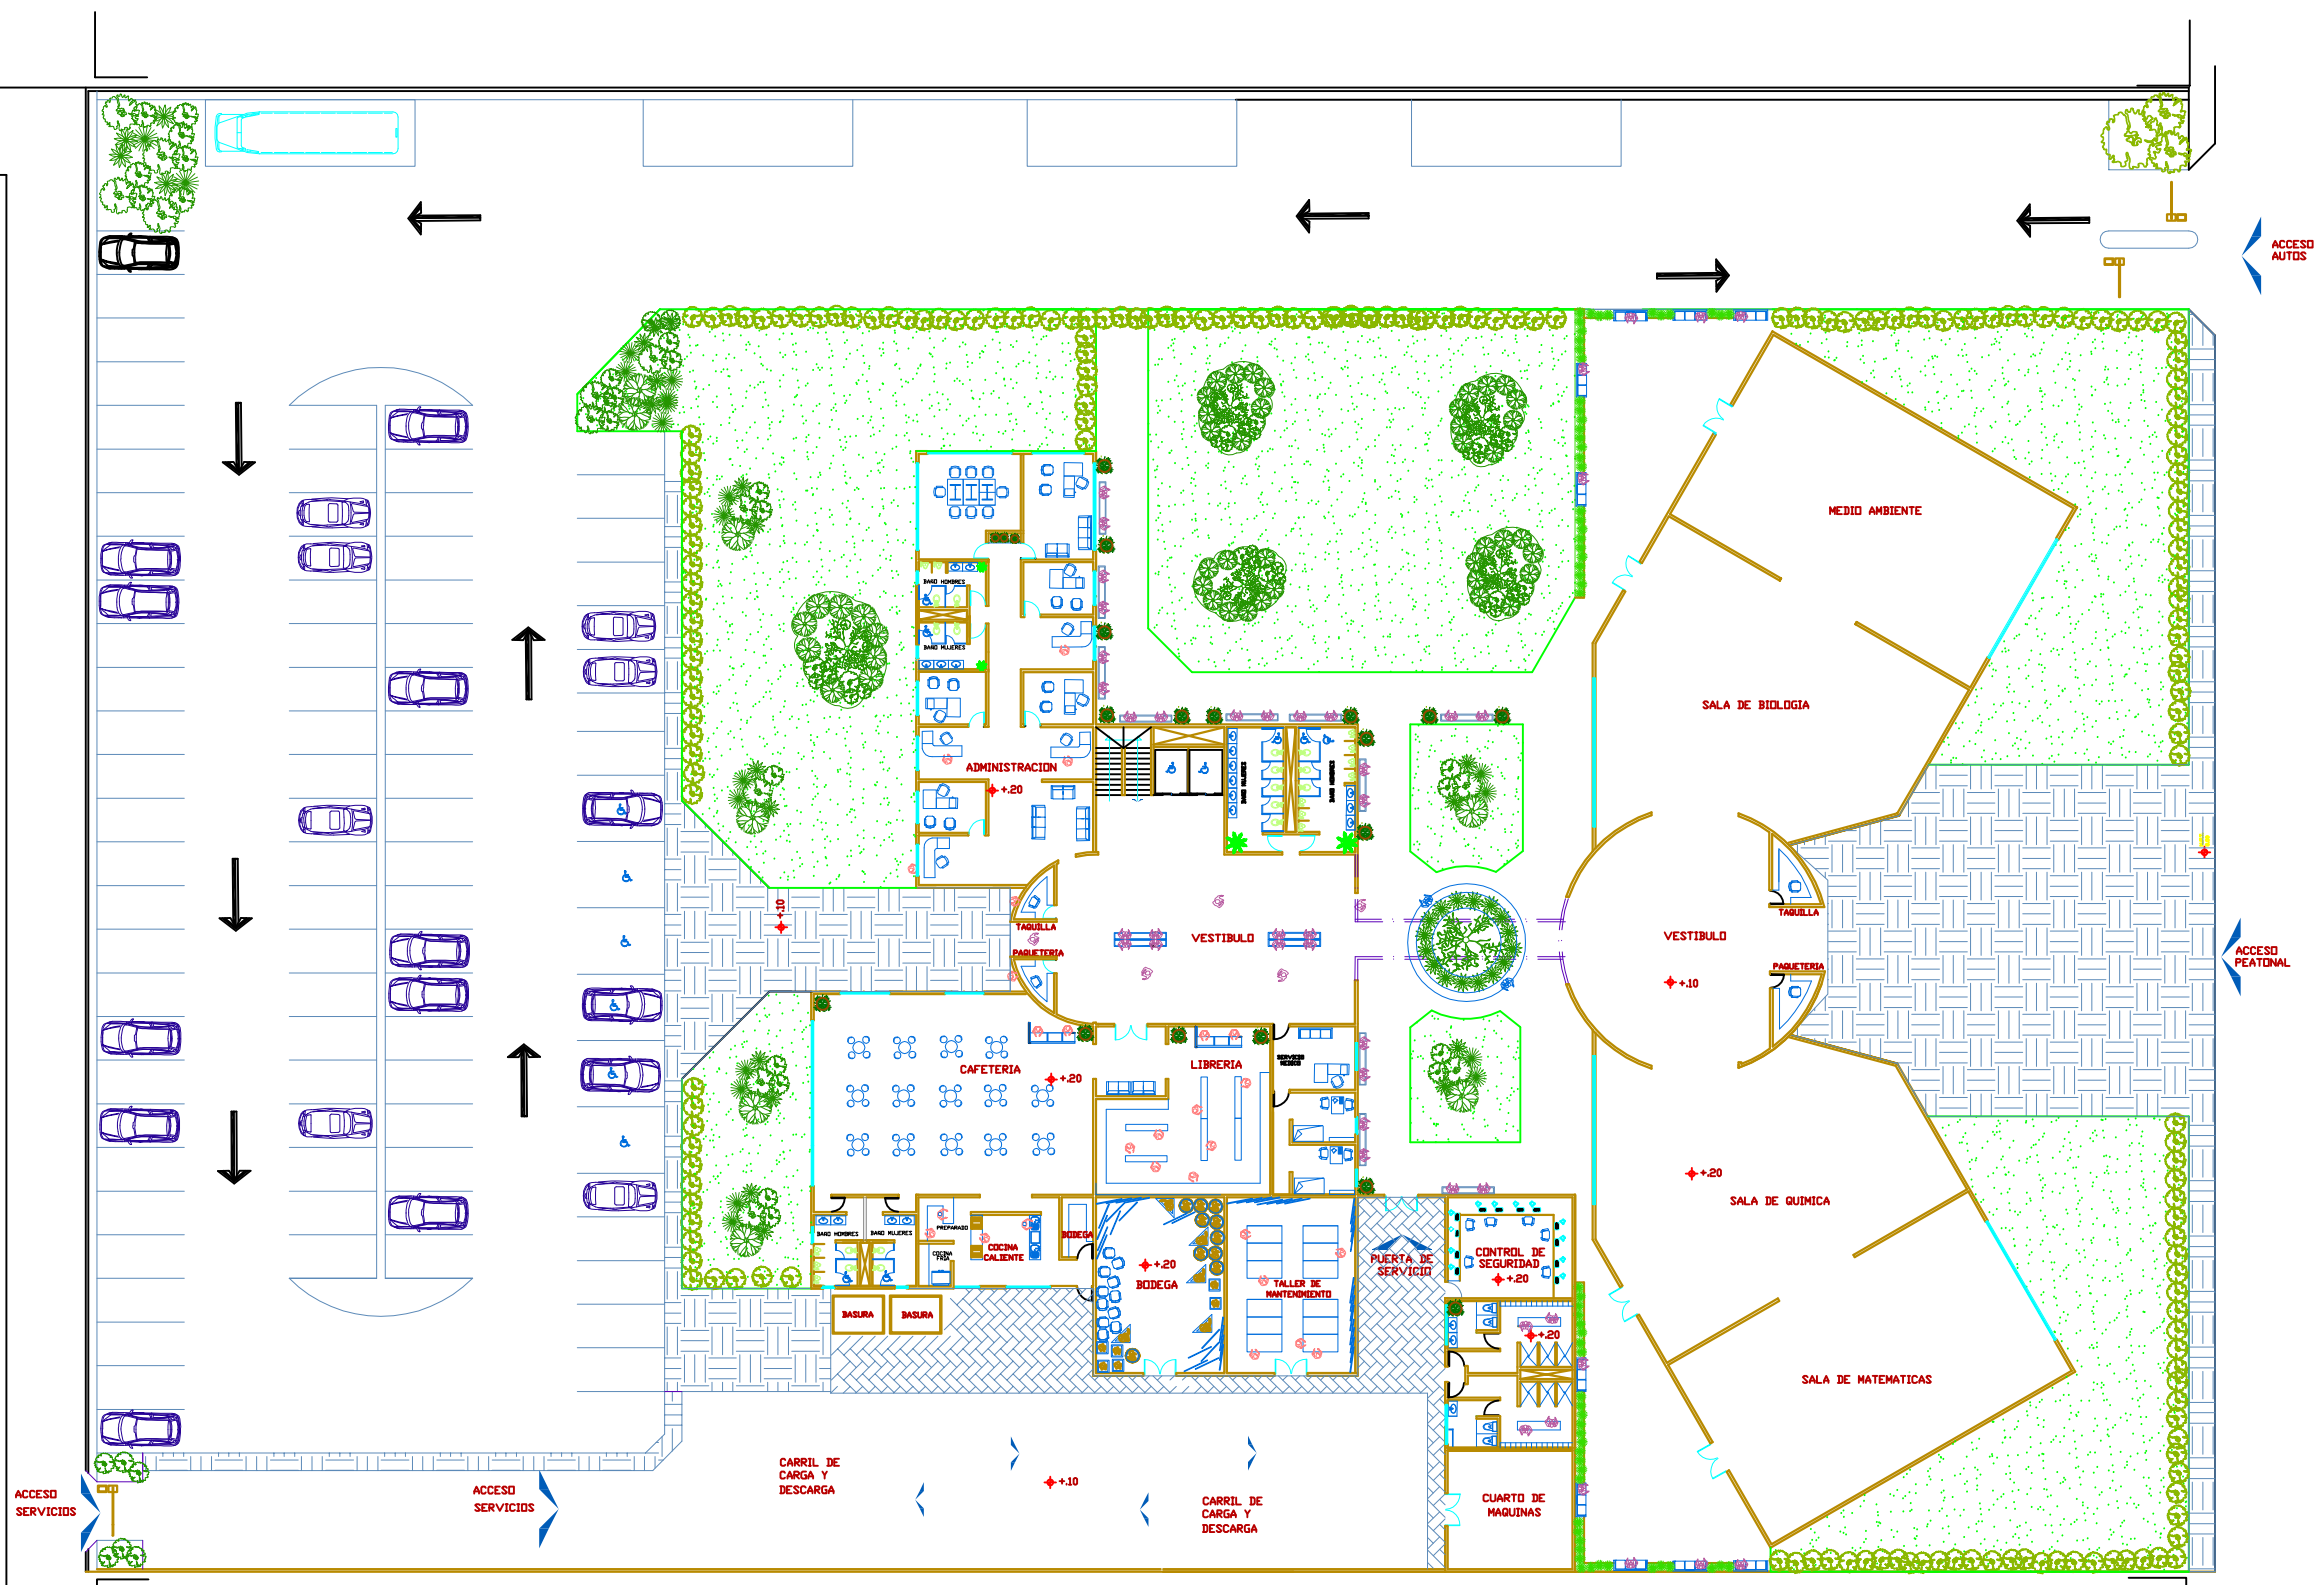 ACCESO
AUTOS
MEDIO AMBIENTE
BAÑO HOMBRES
BAÑO MUJERES
SALA DE BIOLOGIA
ADMINISTRACION
+.20
BAÑO MUJERES
BAÑO HOMBRES
+.10
TAQUILLA
PAQUETERIA
VESTIBULO
VESTIBULO
+.10
TAQUILLA
PAQUETERIA
ACCESO
PEATONAL
CAFETERIA
+.20
LIBRERIA
SERVICIO
MEDICO
+.20
SALA DE QUIMICA
BAÑO HOMBRES
BAÑO MUJERES
PREPARADO
COCINA
FRIA
COCINA
CALIENTE
BODEGA
+.20
BODEGA
TALLER DE
MANTENIMIENTO
PUERTA DE
SERVICIO
CONTROL DE
SEGURIDAD
+.20
BASURA
BASURA
+.20
SALA DE MATEMATICAS
ACCESO
SERVICIOS
ACCESO
SERVICIOS
CARRIL DE
CARGA Y
DESCARGA
+.10
CARRIL DE
CARGA Y
DESCARGA
CUARTO DE
MAQUINAS